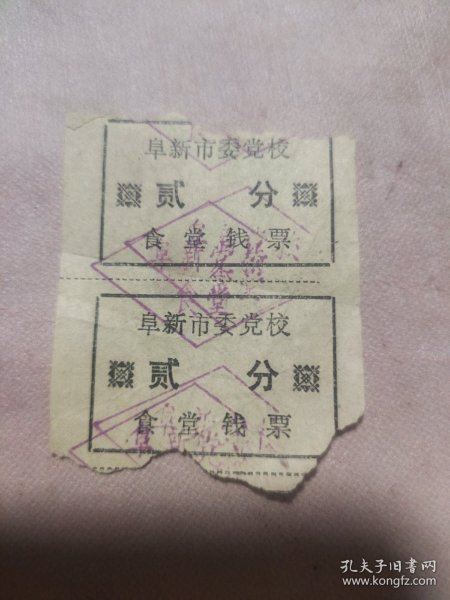 阜新市委党校
贰 分
食堂钱票
阜新市委党校
贰 分
食堂钱票
孔夫子旧书网
www.kongfz.com